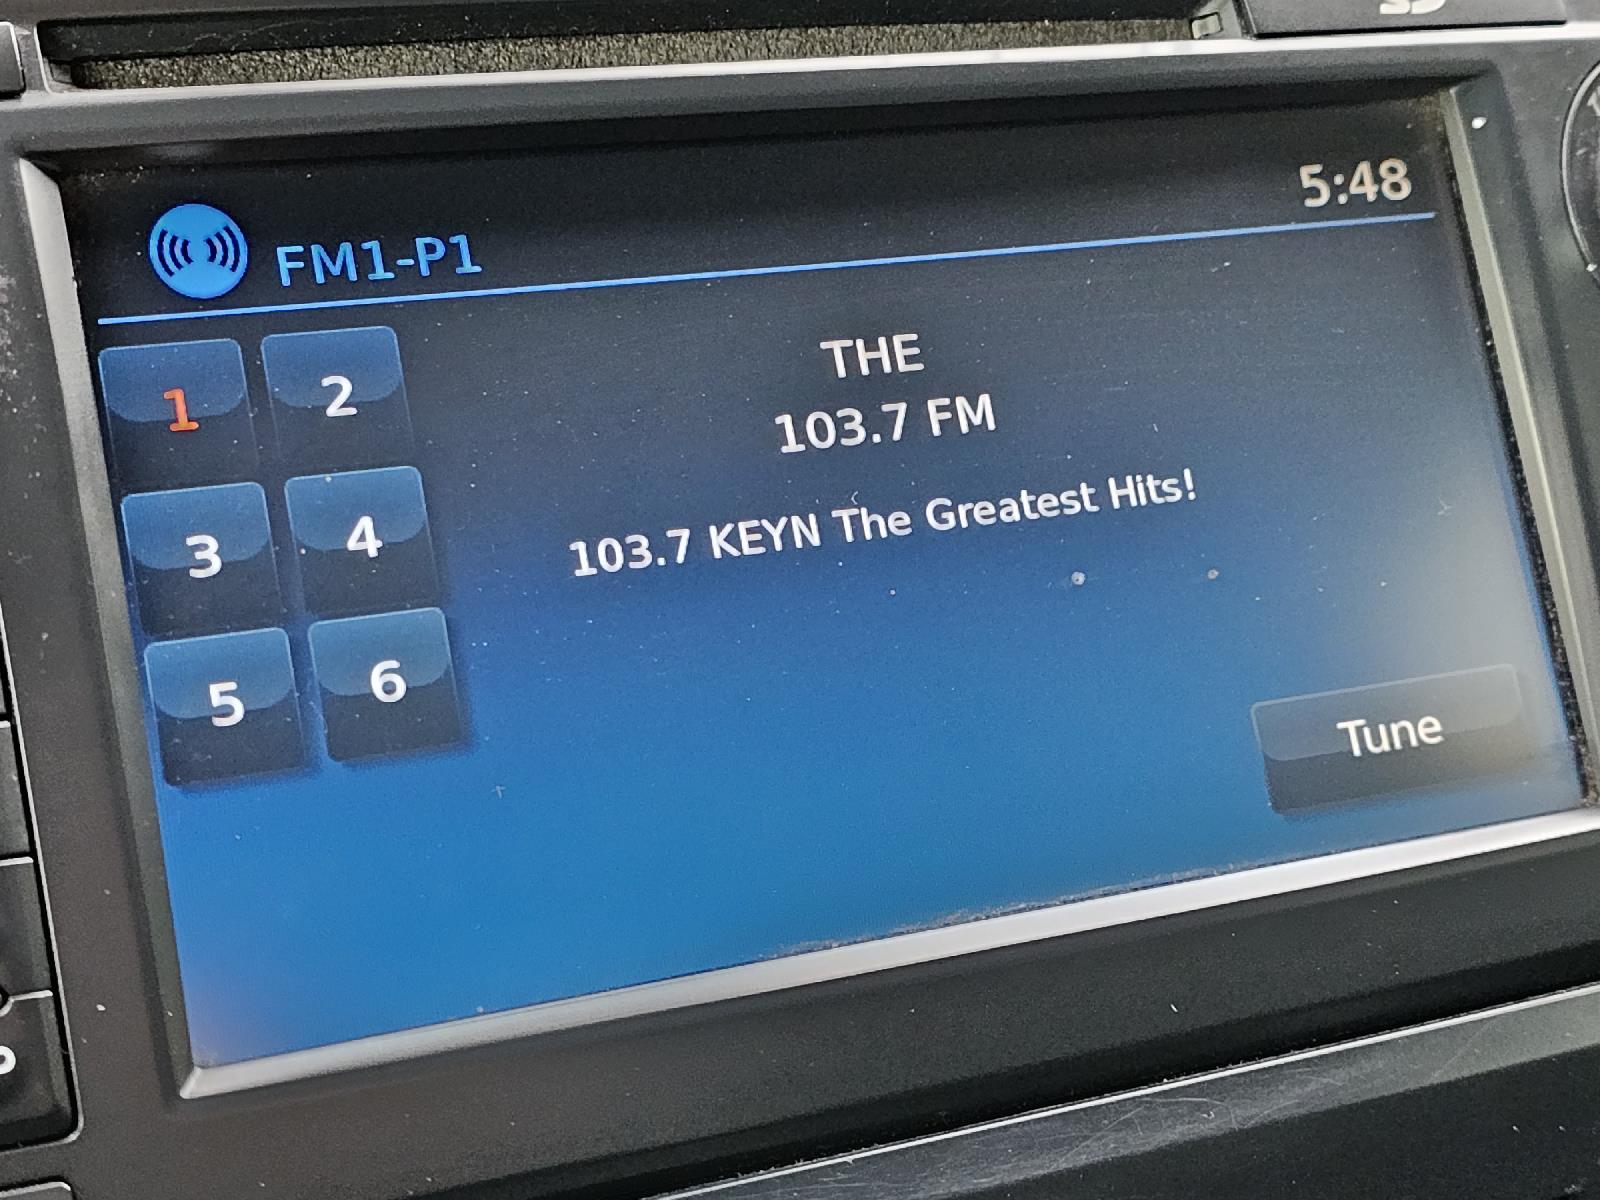 5:48
FM1-P1
1 2
3 4
5 6
THE
103.7 FM
103.7 KEYN The Greatest Hits!
Tune